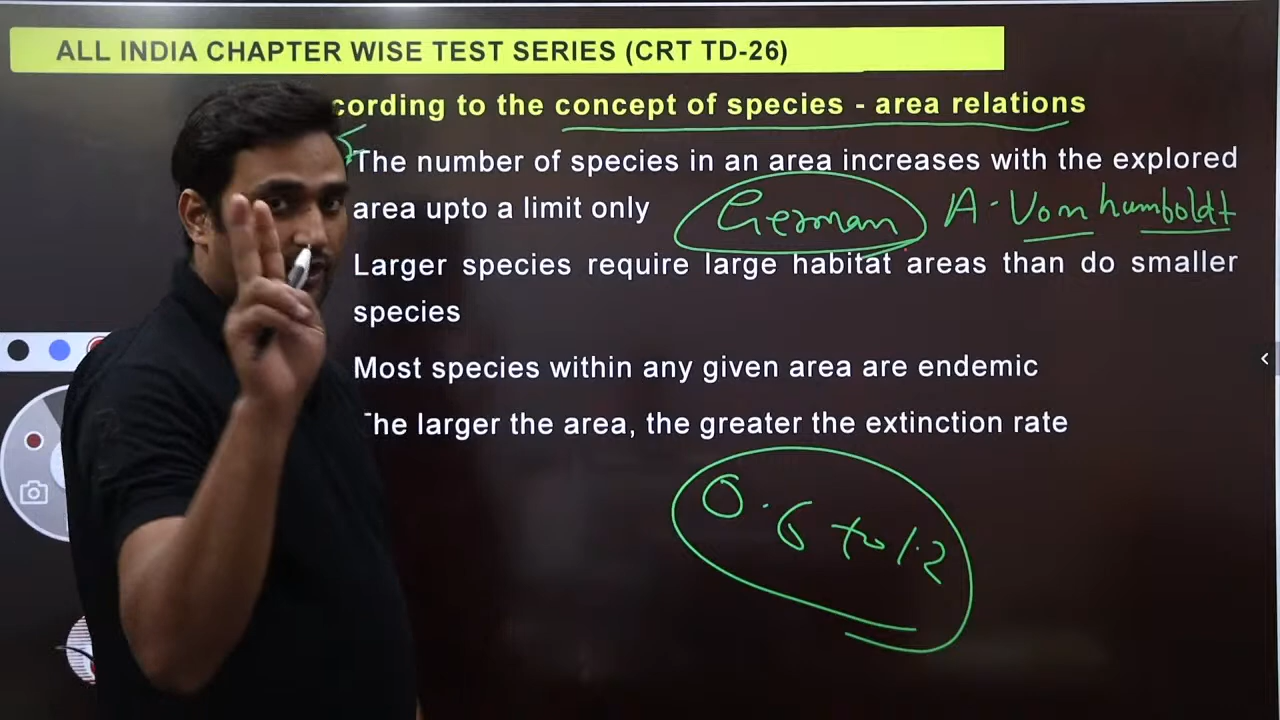 ALL INDIA CHAPTER WISE TEST SERIES (CRT TD-26)
cording to the concept of species - area relations
The number of species in an area increases with the explored
area upto a limit only
German A. Von humboldt
Larger species require large habitat areas than do smaller
species
Most species within any given area are endemic
he larger the area, the greater the extinction rate
0.6 to 1.2